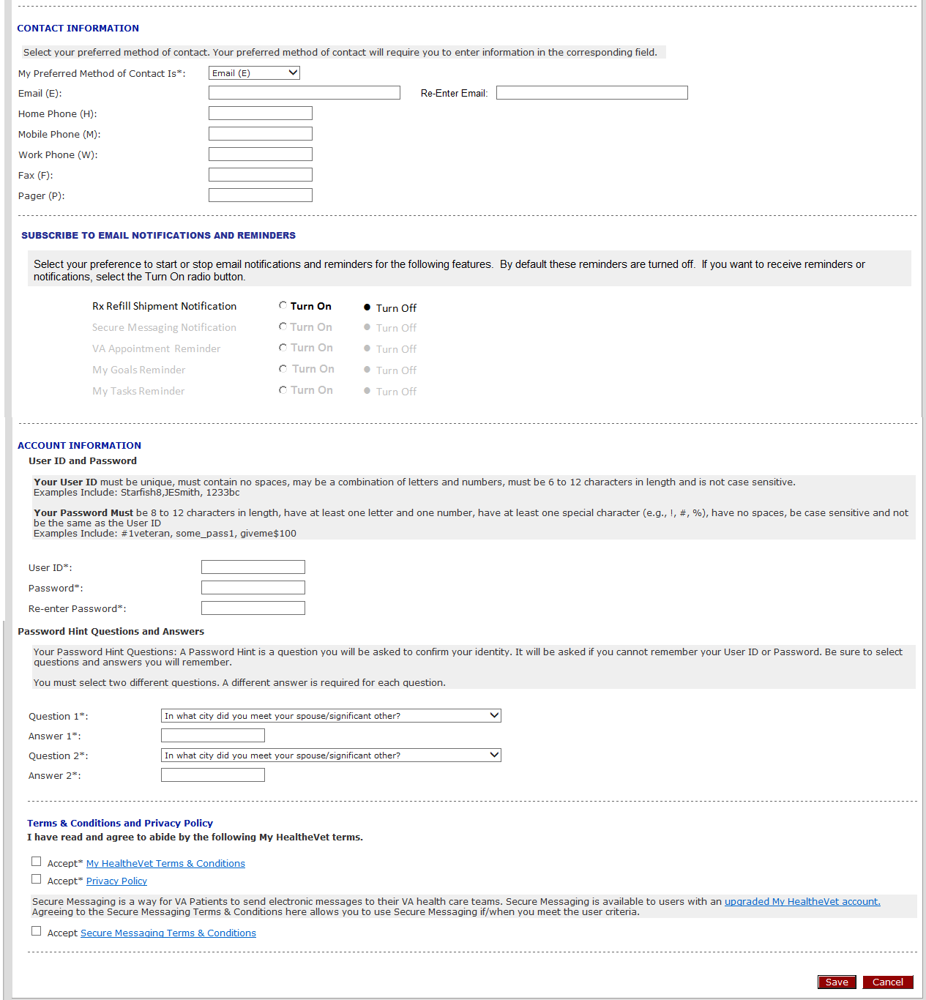 CONTACT INFORMATION
Select your preferred method of contact. Your preferred method of contact will require you to enter information in the corresponding field.
My Preferred Method of Contact Is*: Email (E)
Email (E): Re-Enter Email:
Home Phone (H):
Mobile Phone (M):
Work Phone (W):
Fax (F):
Pager (P):
SUBSCRIBE TO EMAIL NOTIFICATIONS AND REMINDERS
Select your preference to start or stop email notifications and reminders for the following features.  By default these reminders are turned off.  If you want to receive reminders or
notifications, select the Turn On radio button.
Rx Refill Shipment Notification Turn On Turn Off
Secure Messaging Notification Turn On Turn Off
VA Appointment  Reminder Turn On Turn Off
My Goals Reminder Turn On Turn Off
My Tasks Reminder Turn On Turn Off
ACCOUNT INFORMATION
User ID and Password
Your User ID must be unique, must contain no spaces, may be a combination of letters and numbers, must be 6 to 12 characters in length and is not case sensitive.
Examples Include: Starfish8,JESmith, 1233bc
Your Password Must be 8 to 12 characters in length, have at least one letter and one number, have at least one special character (e.g., !, #, %), have no spaces, be case sensitive and not
be the same as the User ID
Examples Include: #1veteran, some_pass1, giveme$100
User ID*:
Password*:
Re-enter Password*:
Password Hint Questions and Answers
Your Password Hint Questions: A Password Hint is a question you will be asked to confirm your identity. It will be asked if you cannot remember your User ID or Password. Be sure to select
questions and answers you will remember.
You must select two different questions. A different answer is required for each question.
Question 1*: In what city did you meet your spouse/significant other?
Answer 1*:
Question 2*: In what city did you meet your spouse/significant other?
Answer 2*:
Terms & Conditions and Privacy Policy
I have read and agree to abide by the following My HealtheVet terms.
Accept* My HealtheVet Terms & Conditions
Accept* Privacy Policy
Secure Messaging is a way for VA Patients to send electronic messages to their VA health care teams. Secure Messaging is available to users with an upgraded My HealtheVet account.
Agreeing to the Secure Messaging Terms & Conditions here allows you to use Secure Messaging if/when you meet the user criteria.
Accept Secure Messaging Terms & Conditions
Save Cancel